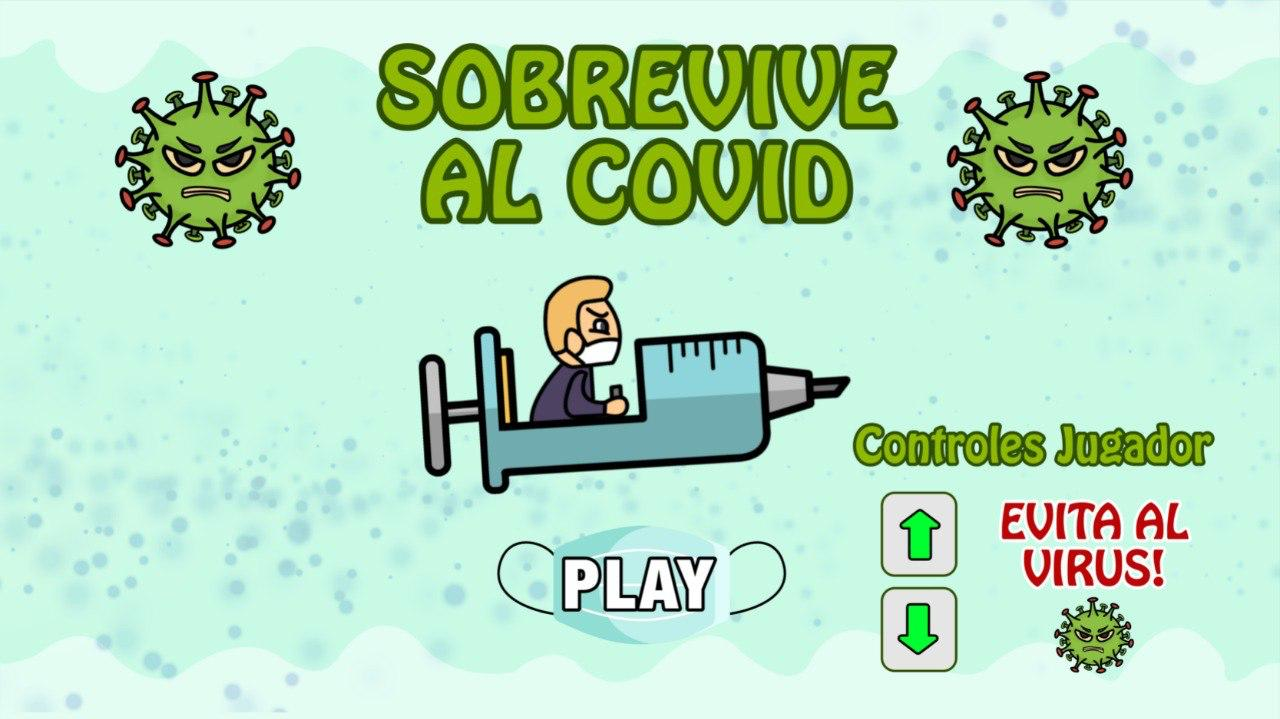 SOBREVIVE
AL COVID
Controles Jugador
EVITA AL
VIRUS!
PLAY